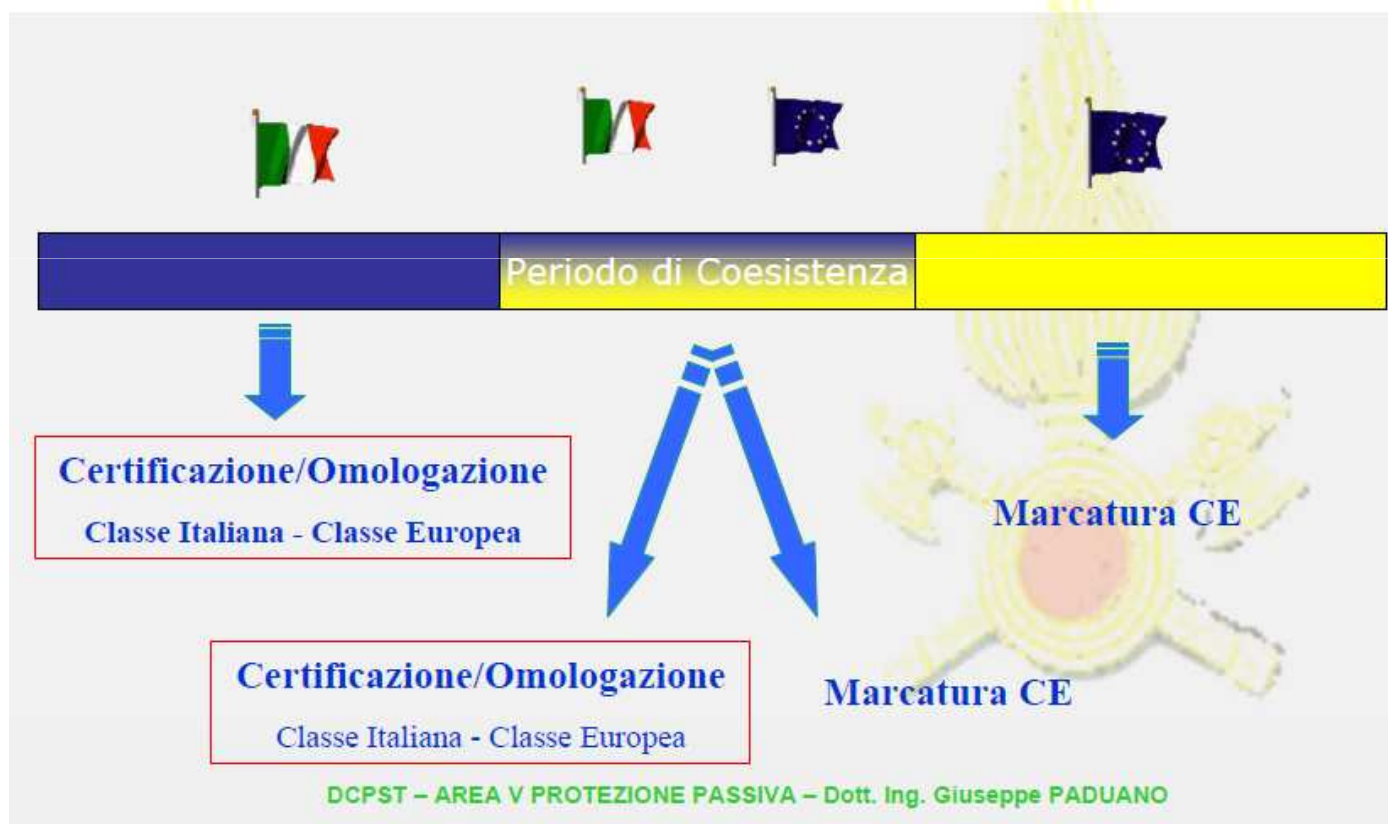 Periodo di Coesistenza
Certificazione/Omologazione
Classe Italiana - Classe Europea
Marcatura CE
Certificazione/Omologazione
Classe Italiana - Classe Europea
Marcatura CE
DCPST – AREA V PROTEZIONE PASSIVA – Dott. Ing. Giuseppe PADUANO